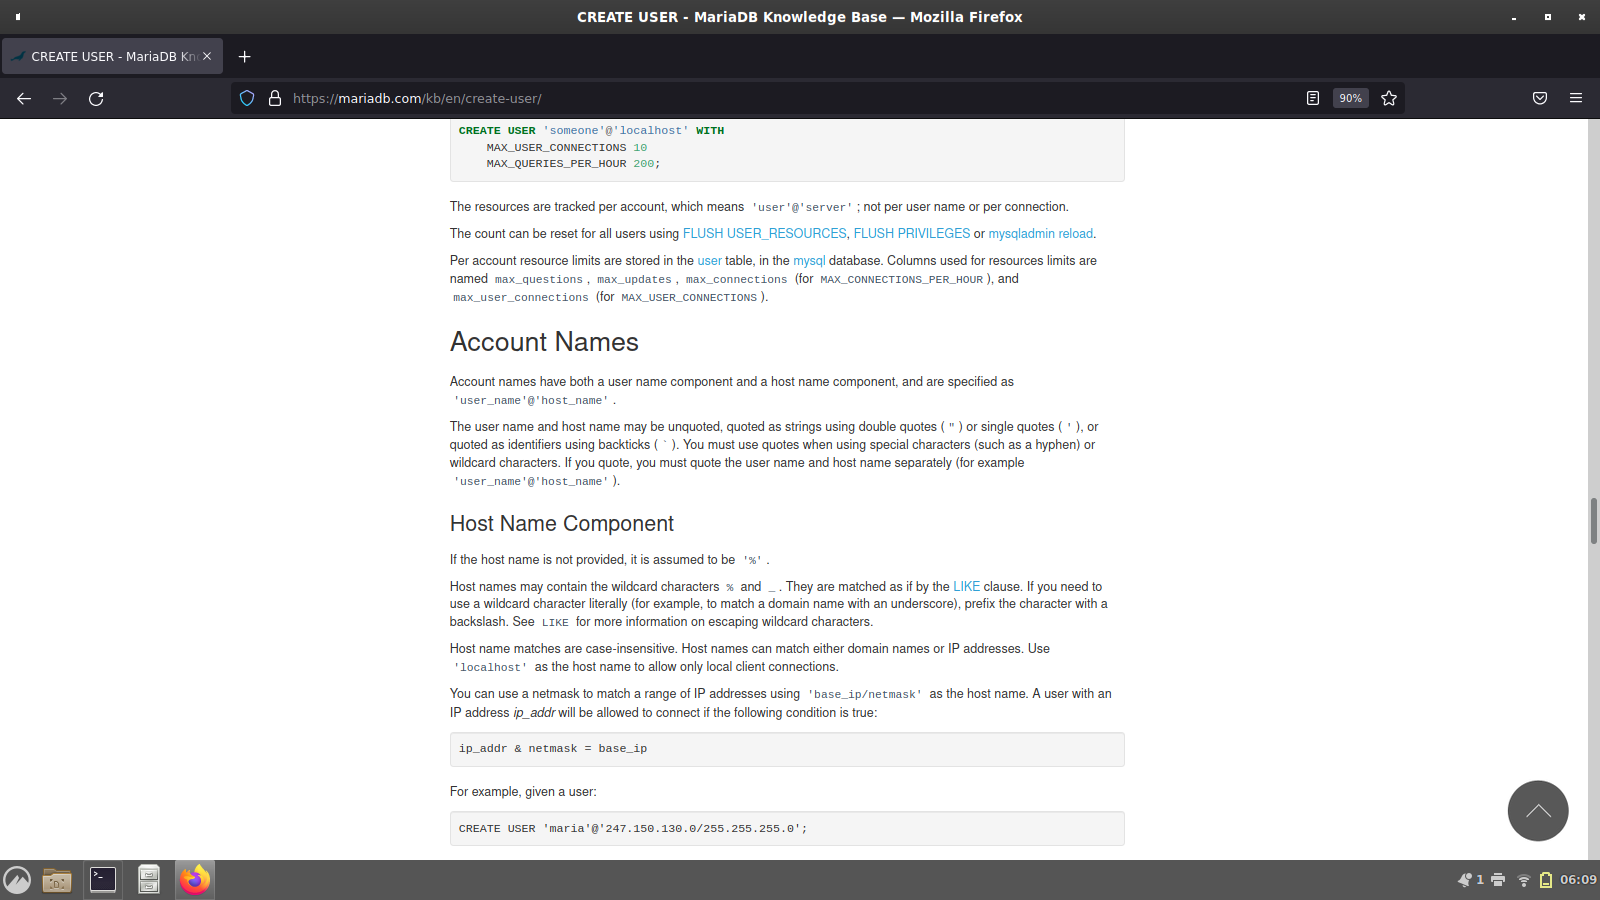 CREATE USER - MariaDB Knowledge Base — Mozilla Firefox
CREATE USER - MariaDB Kn
https://mariadb.com/kb/en/create-user/
90%
CREATE USER 'someone'@'localhost' WITH
MAX_USER_CONNECTIONS 10
MAX_QUERIES_PER_HOUR 200;
The resources are tracked per account, which means 'user'@'server'; not per user name or per connection.
The count can be reset for all users using FLUSH USER_RESOURCES, FLUSH PRIVILEGES or mysqladmin reload.
Per account resource limits are stored in the user table, in the mysql database. Columns used for resources limits are
named max_questions, max_updates, max_connections (for MAX_CONNECTIONS_PER_HOUR), and
max_user_connections (for MAX_USER_CONNECTIONS).
Account Names
Account names have both a user name component and a host name component, and are specified as
'user_name'@'host_name'.
The user name and host name may be unquoted, quoted as strings using double quotes ( " ) or single quotes ( ' ), or
quoted as identifiers using backticks ( ` ). You must use quotes when using special characters (such as a hyphen) or
wildcard characters. If you quote, you must quote the user name and host name separately (for example
'user_name'@'host_name').
Host Name Component
If the host name is not provided, it is assumed to be '%'.
Host names may contain the wildcard characters % and _. They are matched as if by the LIKE clause. If you need to
use a wildcard character literally (for example, to match a domain name with an underscore), prefix the character with a
backslash. See LIKE for more information on escaping wildcard characters.
Host name matches are case-insensitive. Host names can match either domain names or IP addresses. Use
'localhost' as the host name to allow only local client connections.
You can use a netmask to match a range of IP addresses using 'base_ip/netmask' as the host name. A user with an
IP address ip_addr will be allowed to connect if the following condition is true:
ip_addr & netmask = base_ip
For example, given a user:
CREATE USER 'maria'@'247.150.130.0/255.255.255.0';
1
06:09